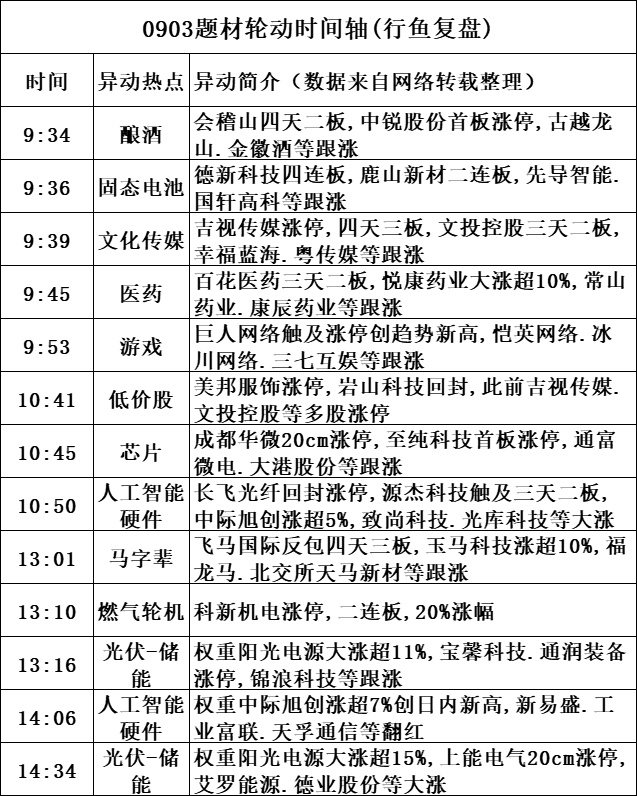 0903题材轮动时间轴(行鱼复盘)
时间 异动热点 异动简介（数据来自网络转载整理）
9:34 酿酒 会稽山四天二板,中锐股份首板涨停,古越龙
山.金徽酒等跟涨
9:36 固态电池 德新科技四连板,鹿山新材二连板,先导智能.
国轩高科等跟涨
9:39 文化传媒 吉视传媒涨停,四天三板,文投控股三天二板,
幸福蓝海.粤传媒等跟涨
9:45 医药 百花医药三天二板,悦康药业大涨超10%,常山
药业.康辰药业等跟涨
9:53 游戏 巨人网络触及涨停创趋势新高,恺英网络.冰
川网络.三七互娱等跟涨
10:41 低价股 美邦服饰涨停,岩山科技回封,此前吉视传媒.
文投控股等多股涨停
10:45 芯片 成都华微20cm涨停,至纯科技首板涨停,通富
微电.大港股份等跟涨
10:50 人工智能
硬件 长飞光纤回封涨停,源杰科技触及三天二板,
中际旭创涨超5%,致尚科技.光库科技等大涨
13:01 马字辈 飞马国际反包四天三板,玉马科技涨超10%,福
龙马.北交所天马新材等跟涨
13:10 燃气轮机 科新机电涨停,二连板,20%涨幅
13:16 光伏-储
能 权重阳光电源大涨超11%,宝馨科技.通润装备
涨停,锦浪科技等跟涨
14:06 人工智能
硬件 权重中际旭创涨超7%创日内新高,新易盛.工
业富联.天孚通信等翻红
14:34 光伏-储
能 权重阳光电源大涨超15%,上能电气20cm涨停,
艾罗能源.德业股份等大涨